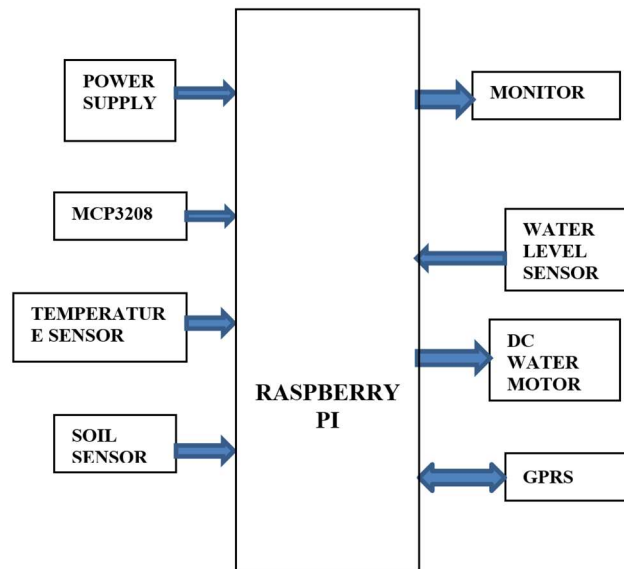 POWER
SUPPLY
MONITOR
MCP3208
WATER
LEVEL
SENSOR
TEMPERATUR
E SENSOR
DC
WATER
MOTOR
RASPBERRY
PI
SOIL
SENSOR
GPRS